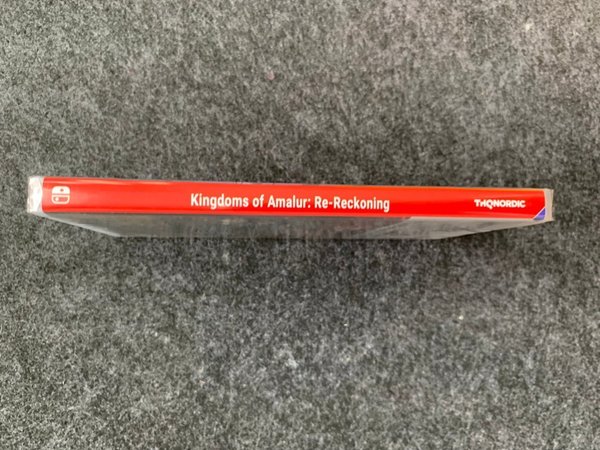 Kingdoms of Amalur: Re-Reckoning
THQNORDIC